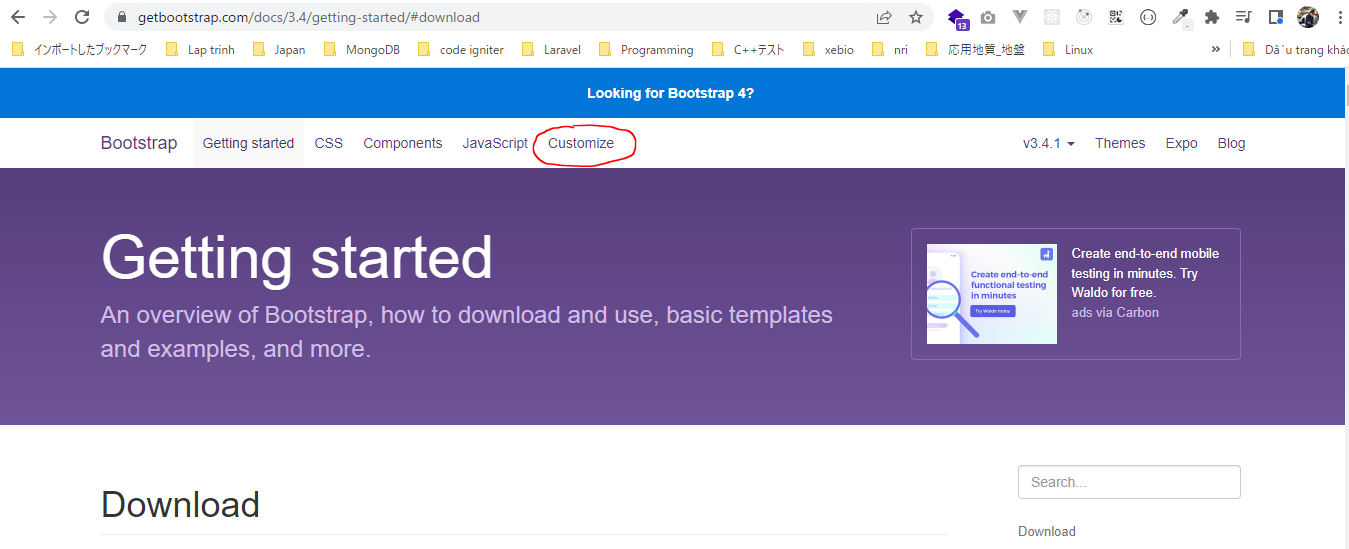 getbootstrap.com/docs/3.4/getting-started/#download
13
インポートしたブックマーク Lap trinh Japan MongoDB code igniter Laravel Programming C++テスト xebio nri 応用地質_地盤 Linux » Dấu trang khác
Looking for Bootstrap 4?
Bootstrap Getting started CSS Components JavaScript Customize v3.4.1 Themes Expo Blog
Getting started
An overview of Bootstrap, how to download and use, basic templates
and examples, and more.
Create end-to-end
functional testing
in minutes
Try Waldo today
Create end-to-end mobile
testing in minutes. Try
Waldo for free.
ads via Carbon
Download
Search...
Download